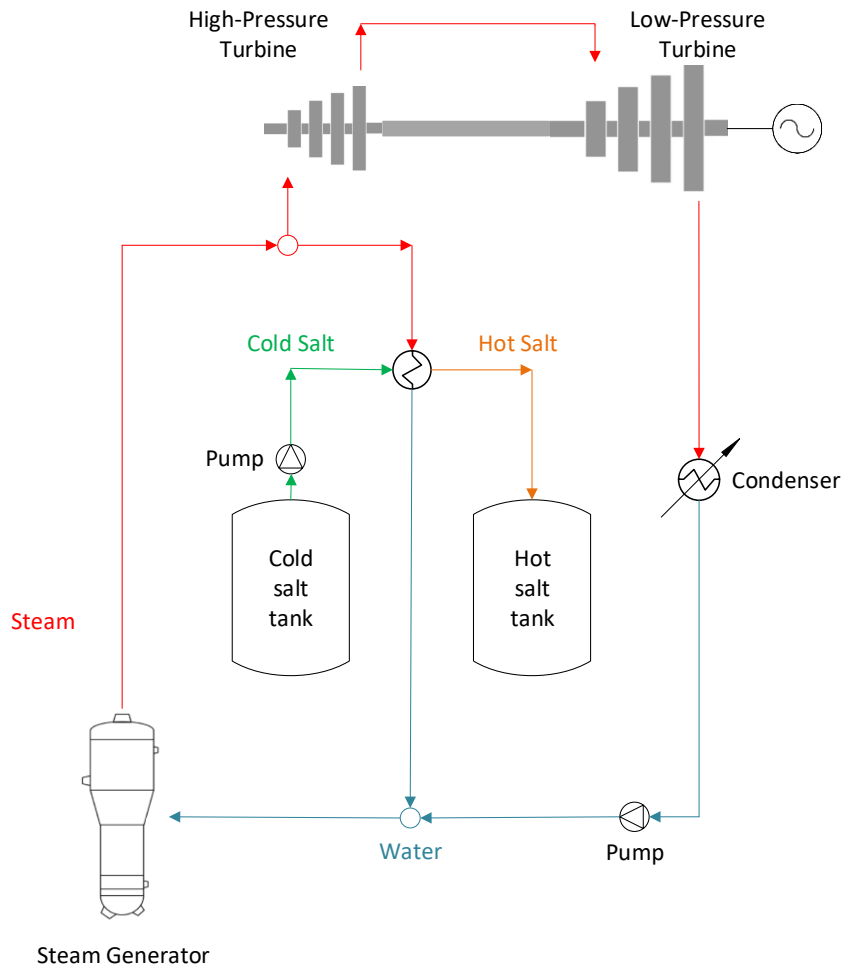 High-Pressure
Turbine
Low-Pressure
Turbine
Cold Salt
Hot Salt
Pump
Condenser
Cold
salt
tank
Hot
salt
tank
Steam
Water
Pump
Steam Generator